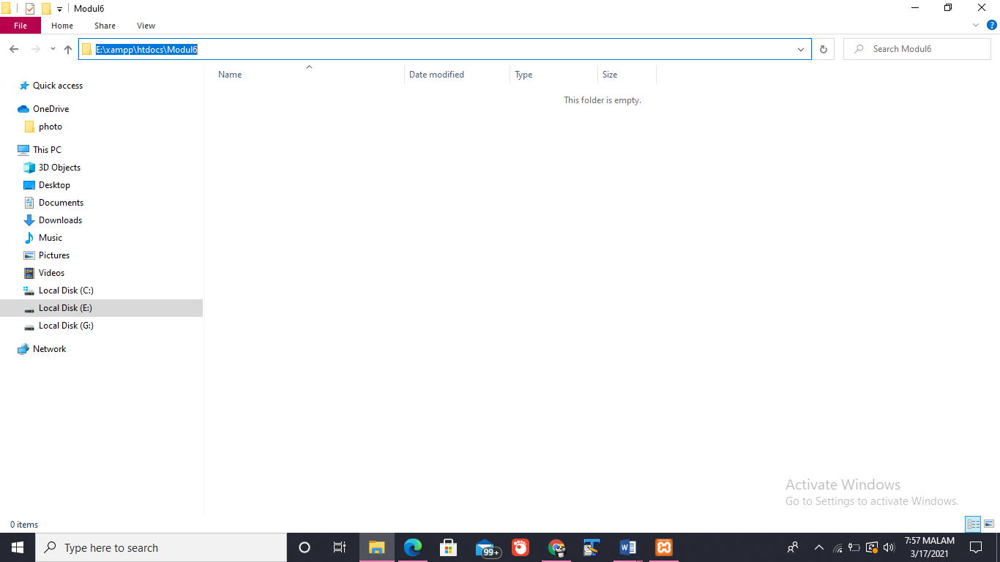 Modul6
File Home Share View
E:\xampp\htdocs\Modul6
Search Modul6
Name Date modified Type Size
This folder is empty.
Quick access
OneDrive
photo
This PC
3D Objects
Desktop
Documents
Downloads
Music
Pictures
Videos
Local Disk (C:)
Local Disk (E:)
Local Disk (G:)
Network
Activate Windows
Go to Settings to activate Windows.
0 items
Type here to search
99+
7:57 MALAM
3/17/2021